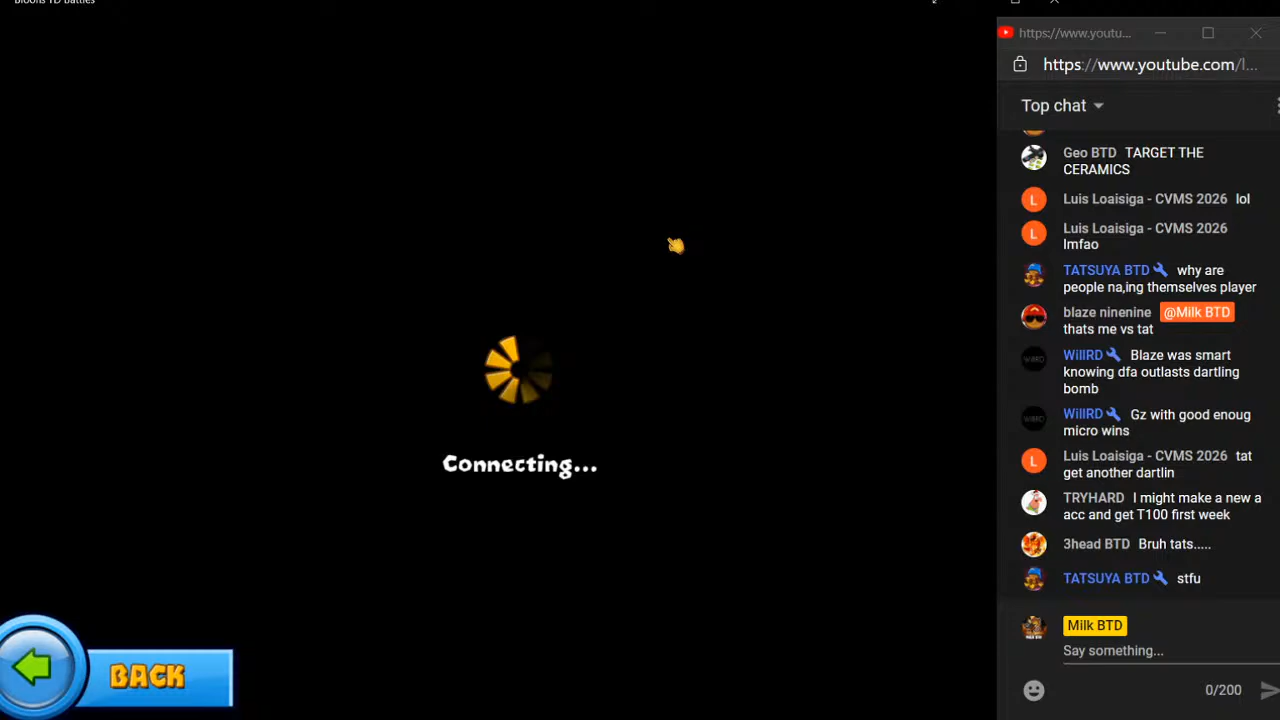 Bloons TD Battles
https://www.youtu...
https://www.youtube.com/l...
Top chat
Geo BTD TARGET THE
CERAMICS
Luis Loaisiga - CVMS 2026 lol
Luis Loaisiga - CVMS 2026
lmfao
TATSUYA BTD why are
people na,ing themselves player
blaze ninenine @Milk BTD
thats me vs tat
WillRD Blaze was smart
knowing dfa outlasts dartling
bomb
WillRD Gz with good enoug
micro wins
Luis Loaisiga - CVMS 2026 tat
get another dartlin
TRYHARD I might make a new a
acc and get T100 first week
3head BTD Bruh tats.....
TATSUYA BTD stfu
Milk BTD
Say something...
0/200
Connecting...
BACK